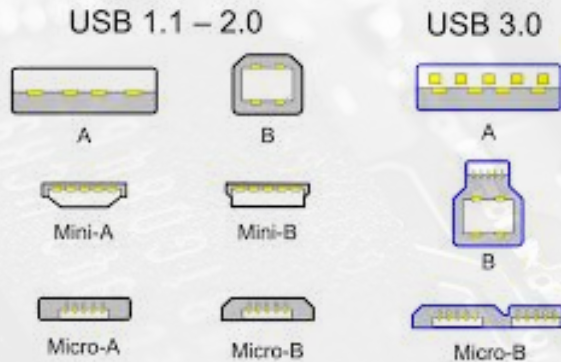 USB 1.1 – 2.0
USB 3.0
A
B
A
Mini-A
Mini-B
B
Micro-A
Micro-B
Micro-B